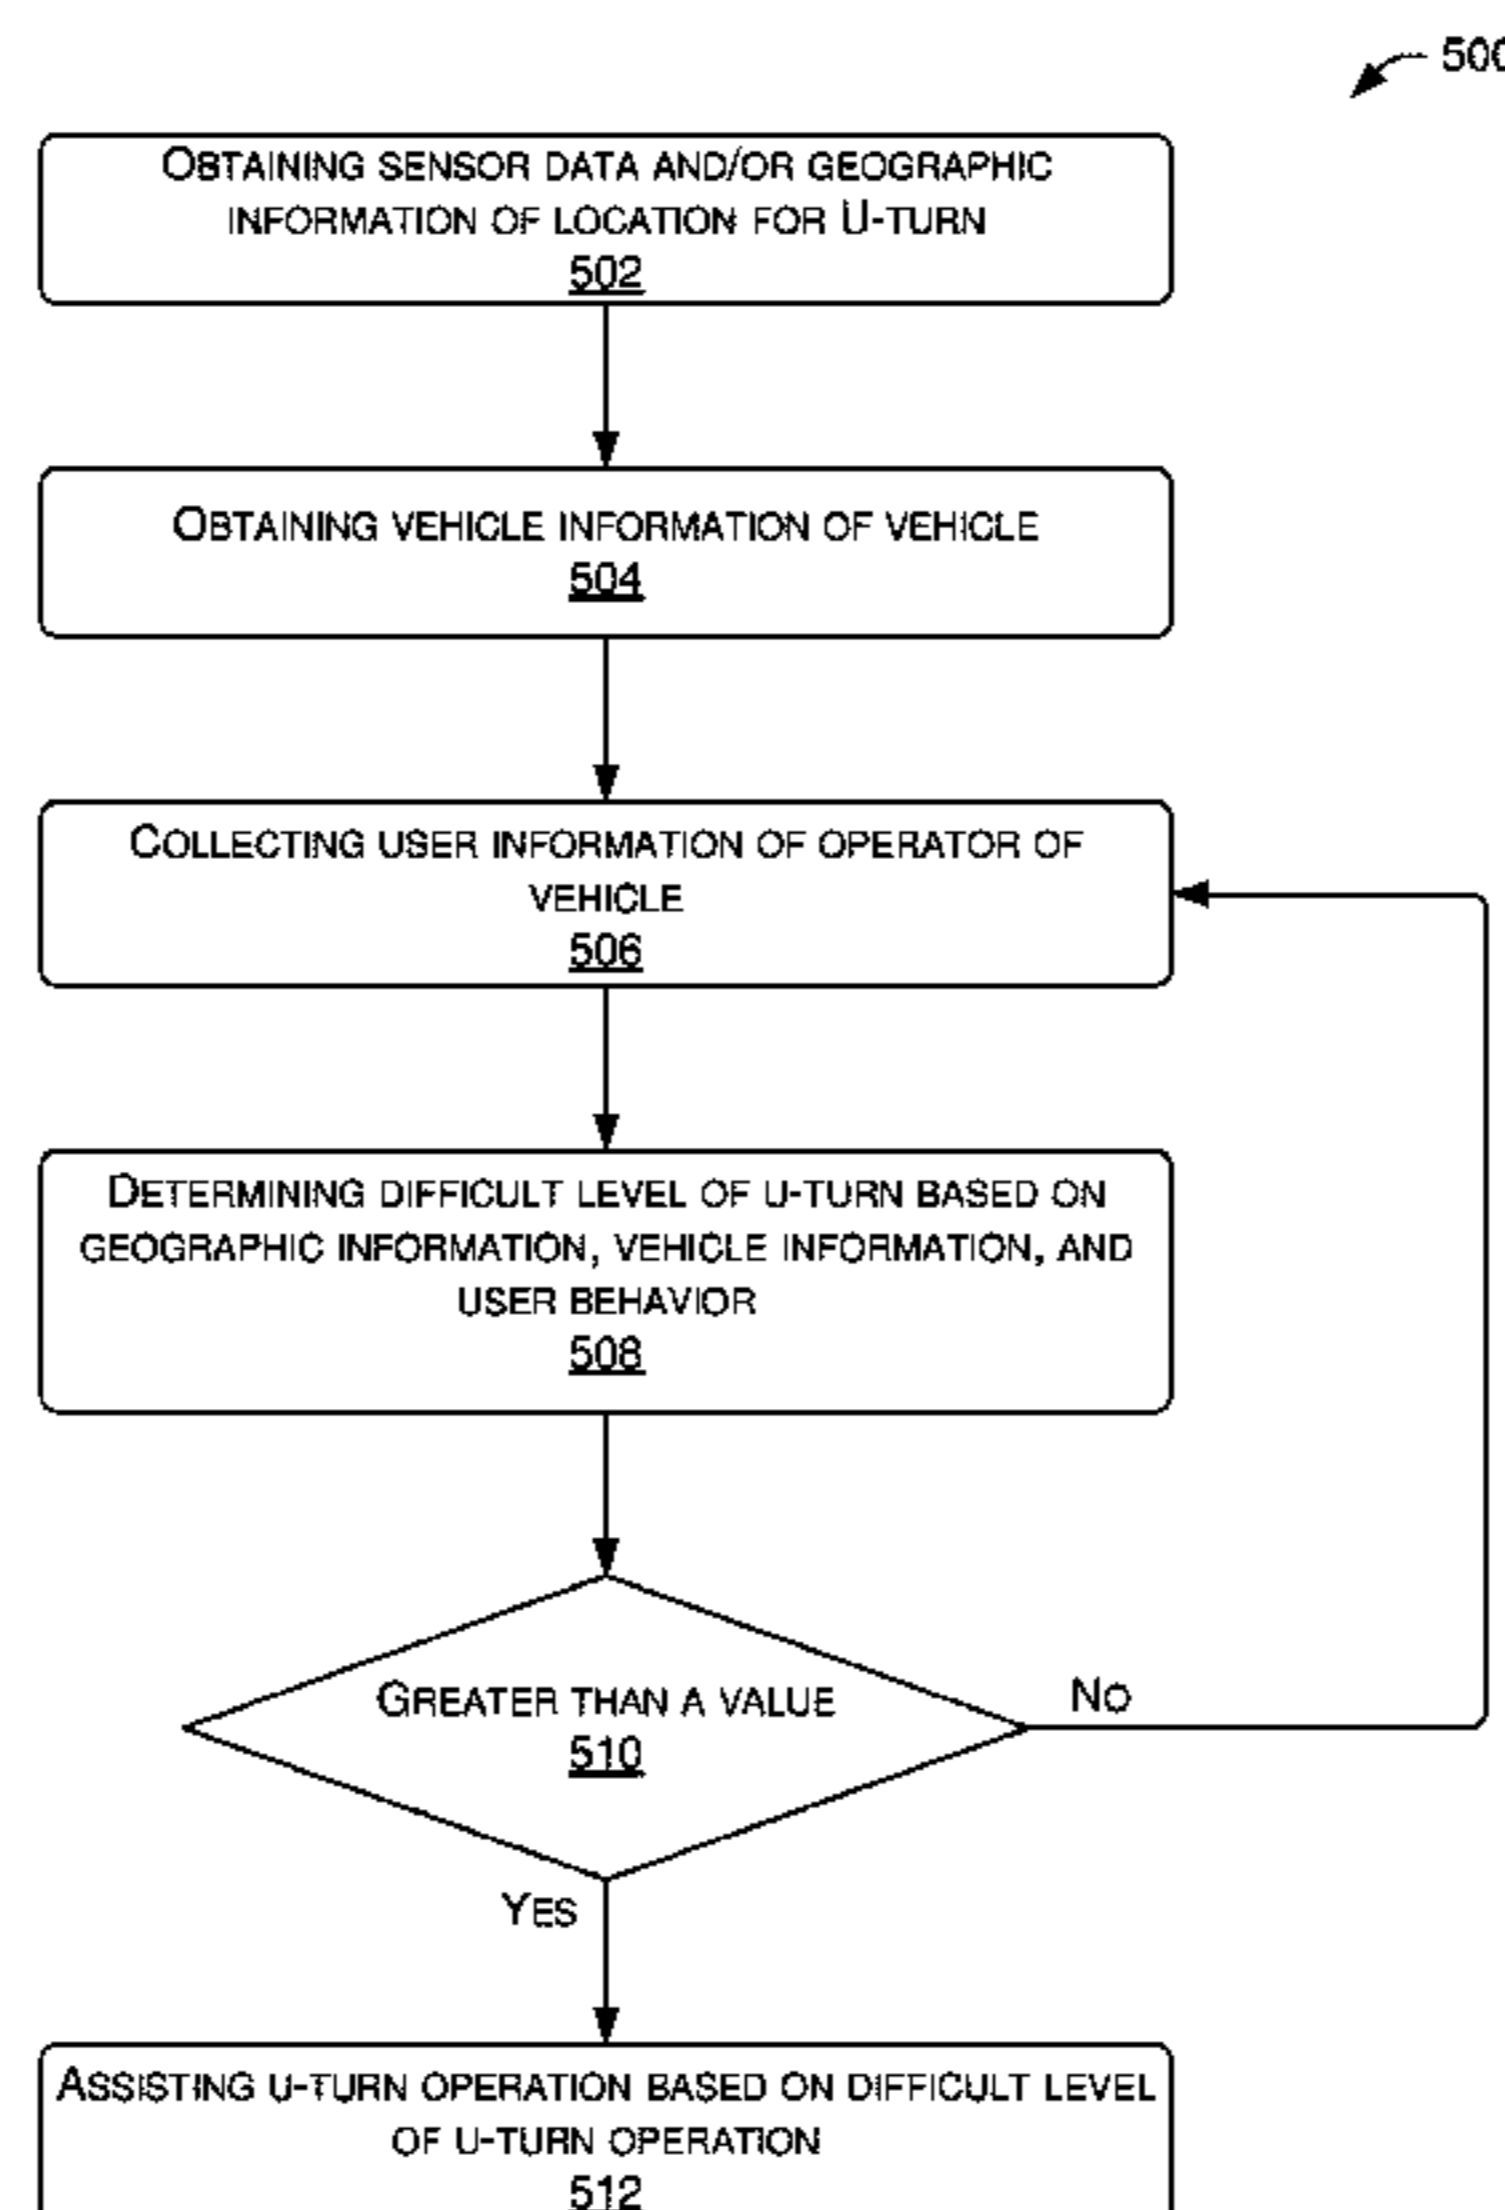 500
OBTAINING SENSOR DATA AND/OR GEOGRAPHIC
INFORMATION OF LOCATION FOR U-TURN
502
OBTAINING VEHICLE INFORMATION OF VEHICLE
504
COLLECTING USER INFORMATION OF OPERATOR OF
VEHICLE
506
DETERMINING DIFFICULT LEVEL OF U-TURN BASED ON
GEOGRAPHIC INFORMATION, VEHICLE INFORMATION, AND
USER BEHAVIOR
508
GREATER THAN A VALUE
510
NO
YES
ASSISTING U-TURN OPERATION BASED ON DIFFICULT LEVEL
OF U-TURN OPERATION
512